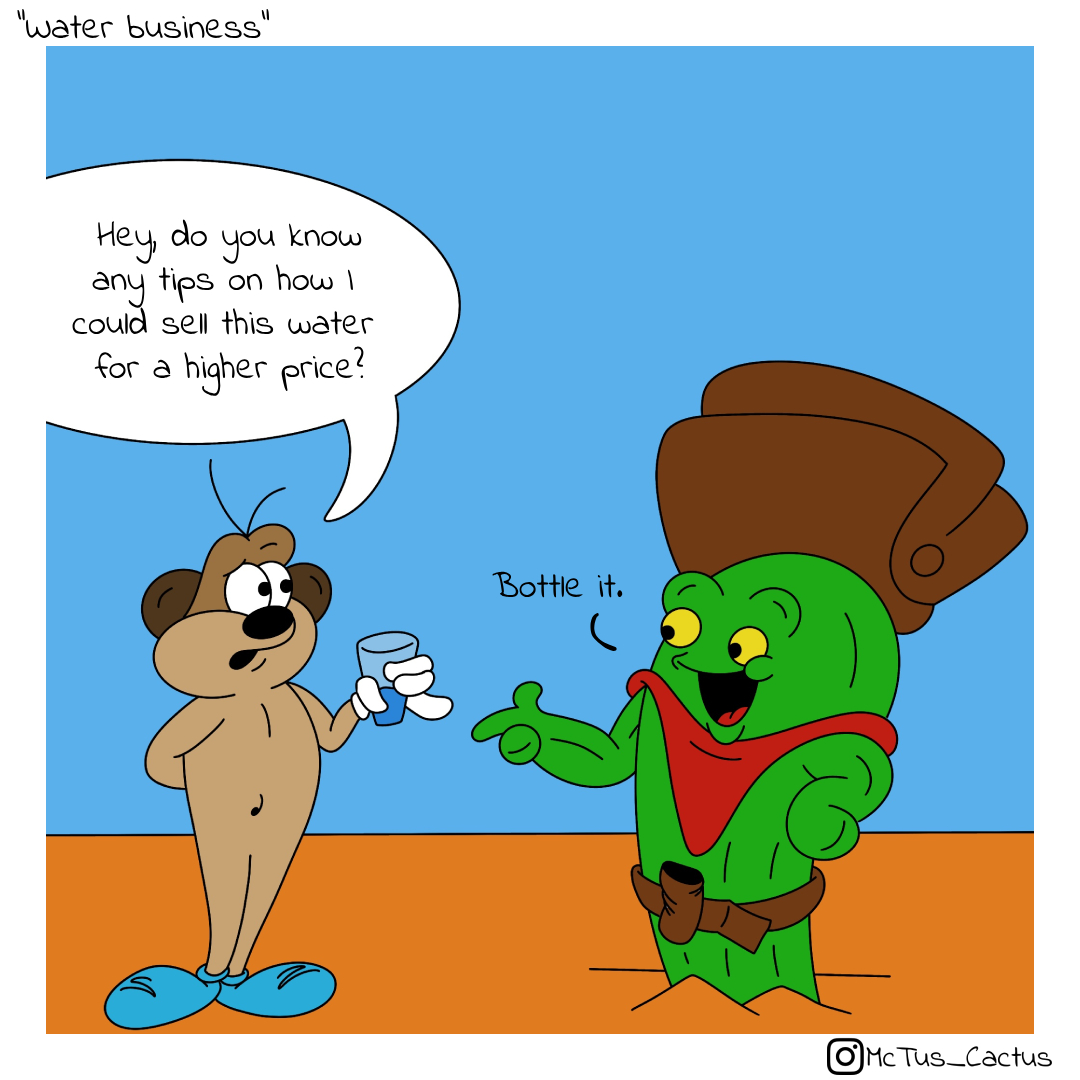 "Water business"
Hey, do you know
any tips on how I
could sell this water
for a higher price?
Bottle it.
McTus_Cactus